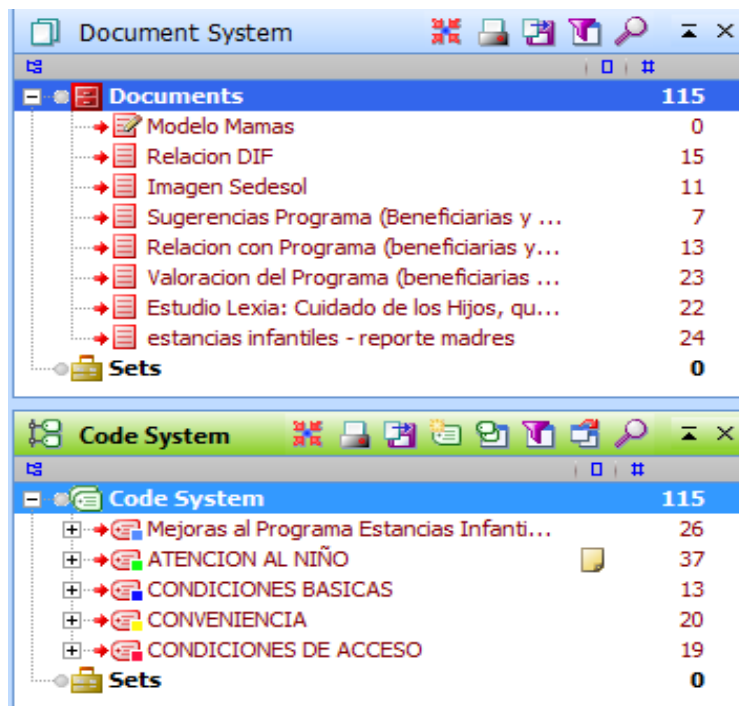 Document System
#
Documents 115
Modelo Mamas 0
Relacion DIF 15
Imagen Sedesol 11
Sugerencias Programa (Beneficiarias y ... 7
Relacion con Programa (beneficiarias y... 13
Valoracion del Programa (beneficiarias ... 23
Estudio Lexia: Cuidado de los Hijos, qu... 22
estancias infantiles - reporte madres 24
Sets 0
Code System
#
Code System 115
Mejoras al Programa Estancias Infanti... 26
ATENCION AL NIÑO 37
CONDICIONES BASICAS 13
CONVENIENCIA 20
CONDICIONES DE ACCESO 19
Sets 0